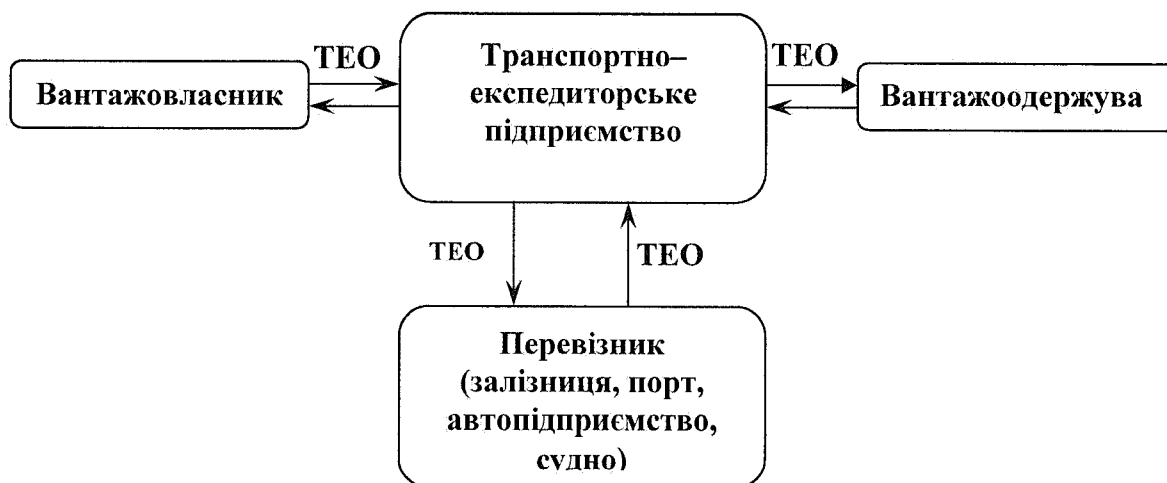 ТЕО
Транспортно–
експедиторське
підприємство
ТЕО
Вантажовласник
Вантажоодержува
ТЕО
ТЕО
Перевізник
(залізниця, порт,
автопідприємство,
судно)